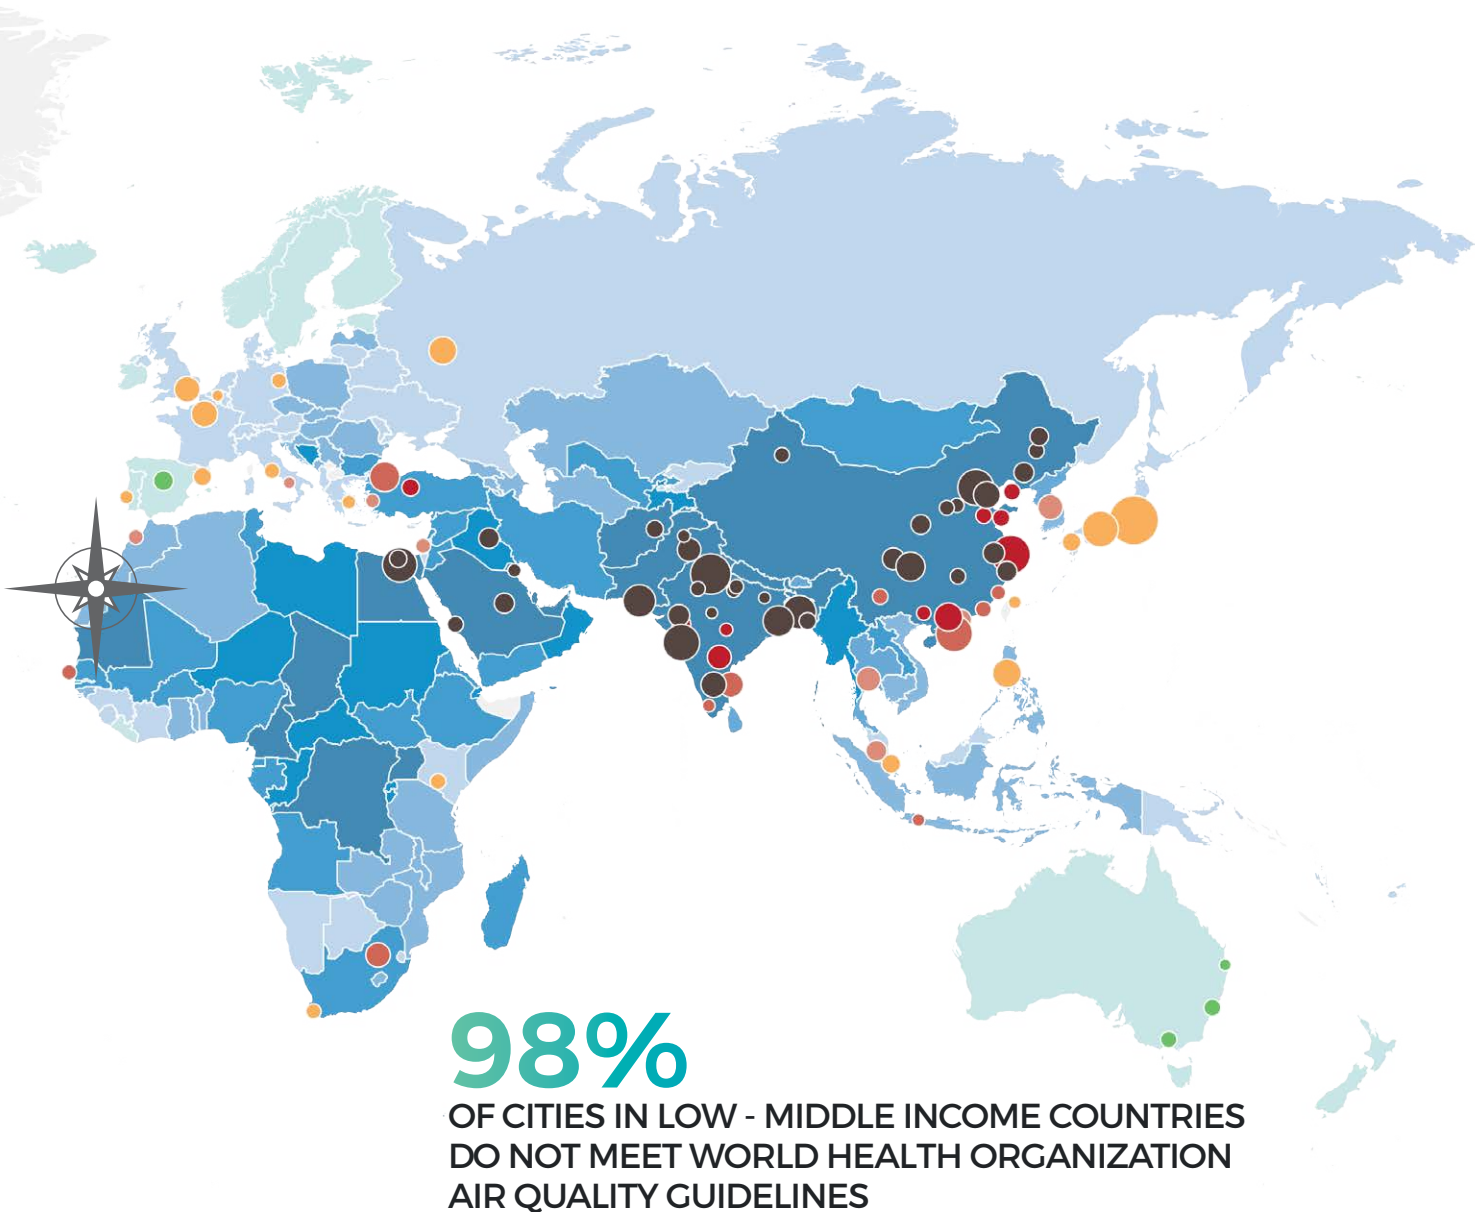 98%
OF CITIES IN LOW - MIDDLE INCOME COUNTRIES
DO NOT MEET WORLD HEALTH ORGANIZATION
AIR QUALITY GUIDELINES